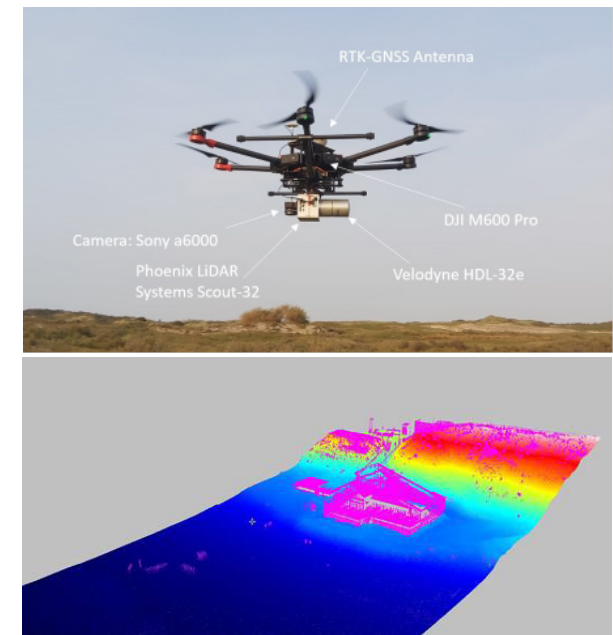 RTK-GNSS Antenna
DJI M600 Pro
Camera: Sony a6000
Phoenix LiDAR
Systems Scout-32
Velodyne HDL-32e